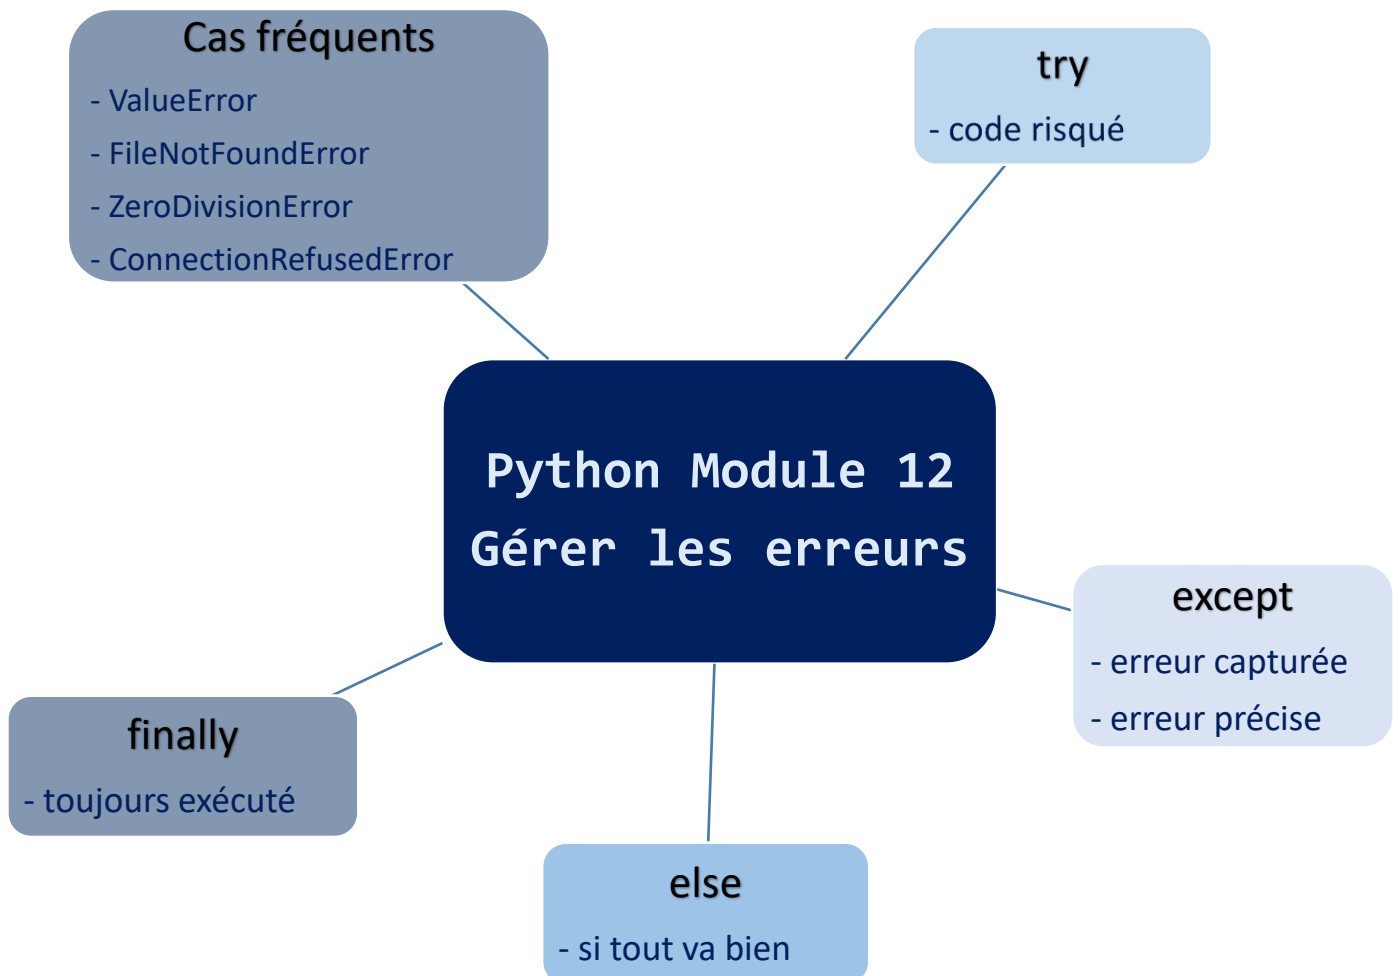 Cas fréquents
- ValueError
- FileNotFoundError
- ZeroDivisionError
- ConnectionRefusedError
try
- code risqué
Python Module 12
Gérer les erreurs
except
- erreur capturée
- erreur précise
finally
- toujours exécuté
else
- si tout va bien